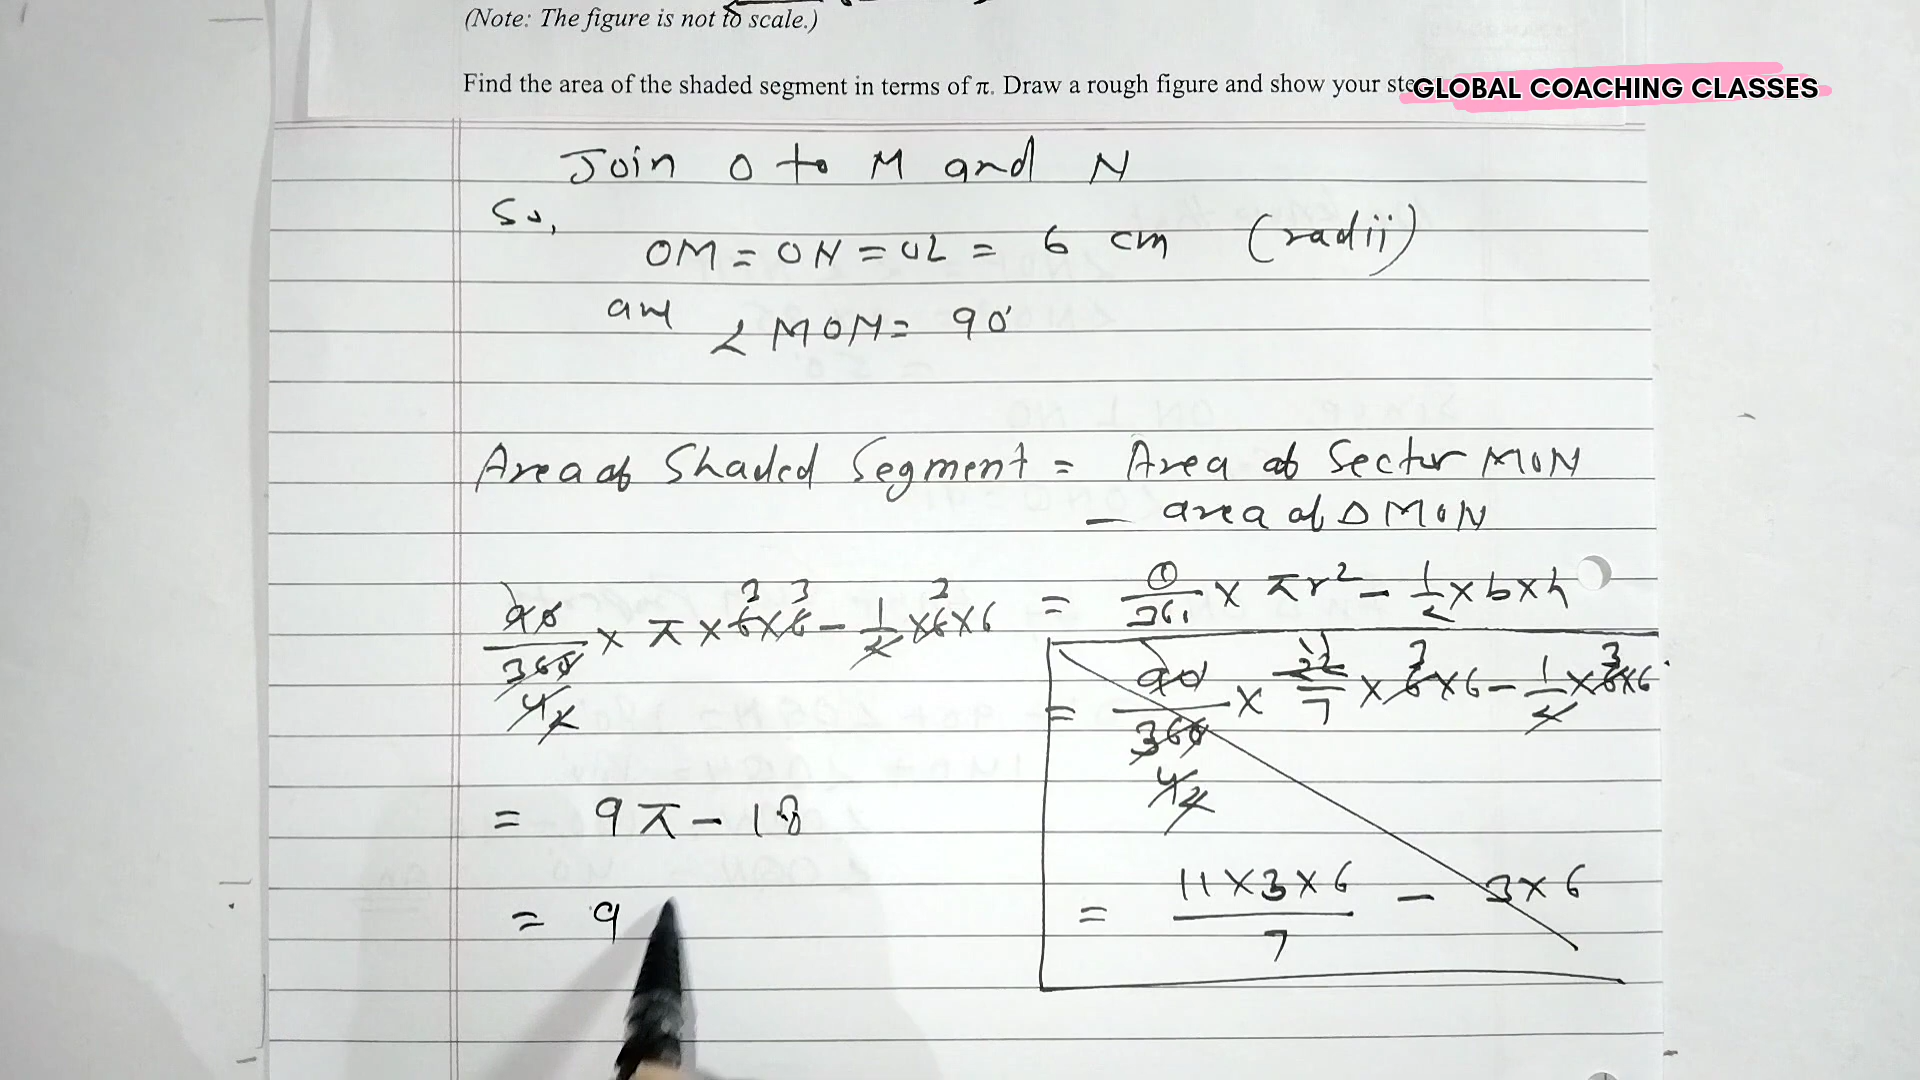 (Note: The figure is not to scale.)
Find the area of the shaded segment in terms of π. Draw a rough figure and show your ste
GLOBAL COACHING CLASSES
Join O to M and N
So,
OM = ON = OL = 6 cm (radii)
and
∠MON = 90°
Area of Shaded Segment = Area of Sector MON
- area of Δ MON
= θ/360 × πr² - 1/2 × b × h
90/360 × π × 6 × 6 - 1/2 × 6 × 6
= 90/360 × 22/7 × 6 × 6 - 1/2 × 6 × 6
= 9π - 18
= 11 × 3 × 6 / 7 - 3 × 6
= 9